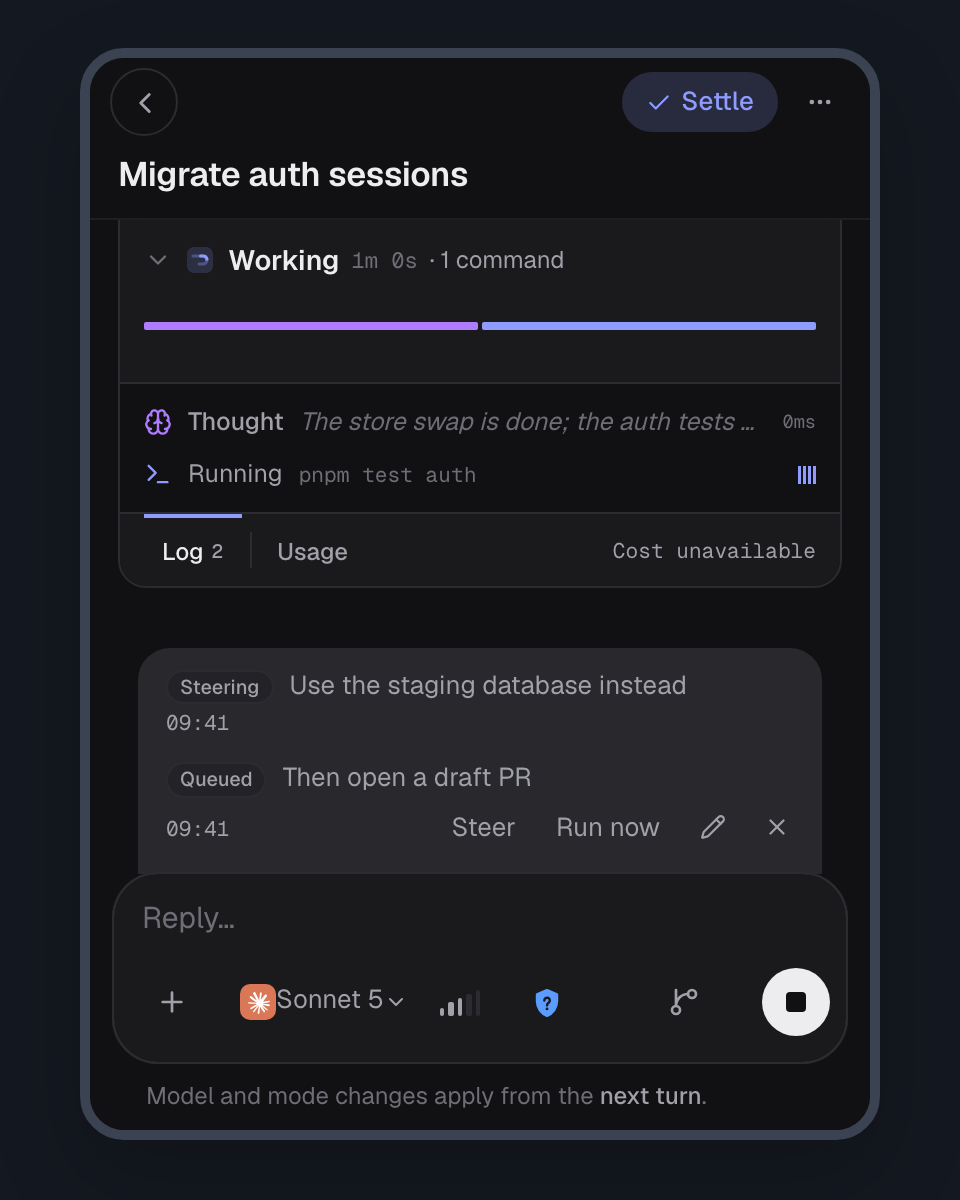 Settle
Migrate auth sessions
Working 1m 0s · 1 command
Thought The store swap is done; the auth tests … 0ms
Running pnpm test auth
Log 2 Usage Cost unavailable
Steering Use the staging database instead
09:41
Queued Then open a draft PR
09:41 Steer Run now
Reply…
Sonnet 5
Model and mode changes apply from the next turn.